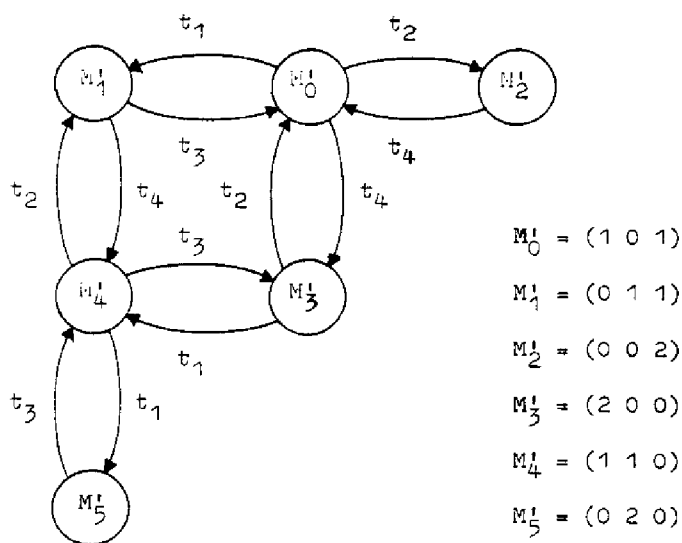 t₁ t₂
M'₁ M'₀ M'₂
t₃ t₄
t₂ t₄ t₂ t₄
t₃
M'₄ M'₃
t₁
t₃ t₁
M'₅
M'₀ = (1 0 1)
M'₁ = (0 1 1)
M'₂ = (0 0 2)
M'₃ = (2 0 0)
M'₄ = (1 1 0)
M'₅ = (0 2 0)